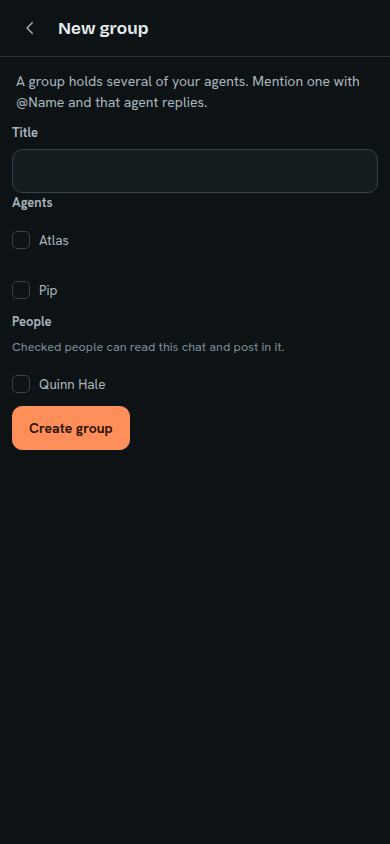 New group
A group holds several of your agents. Mention one with
@Name and that agent replies.
Title
Agents
Atlas
Pip
People
Checked people can read this chat and post in it.
Quinn Hale
Create group